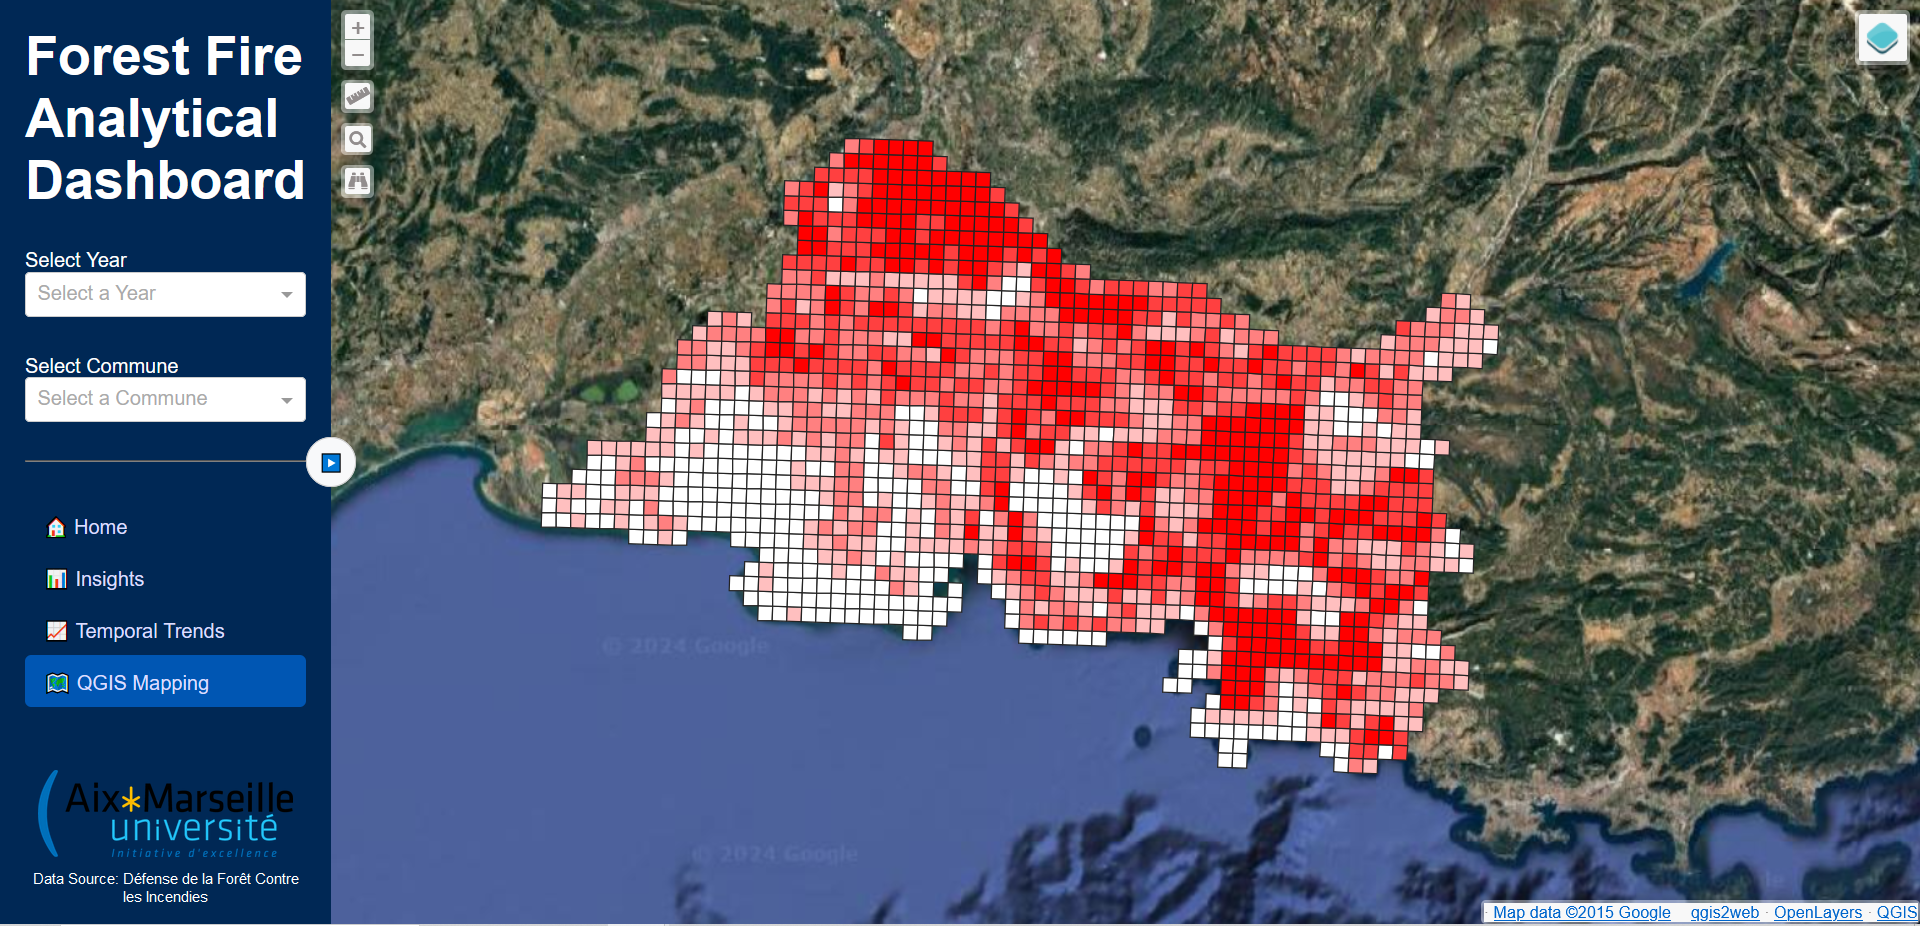 Forest Fire
Analytical
Dashboard
Select Year
Select a Year
Select Commune
Select a Commune
Home
Insights
Temporal Trends
QGIS Mapping
Aix*Marseille
université
Initiative d'excellence
Data Source: Défense de la Forêt Contre
les Incendies
+
−
© 2024 Google
© 2024 Google
Map data ©2015 Google · qgis2web · OpenLayers · QGIS